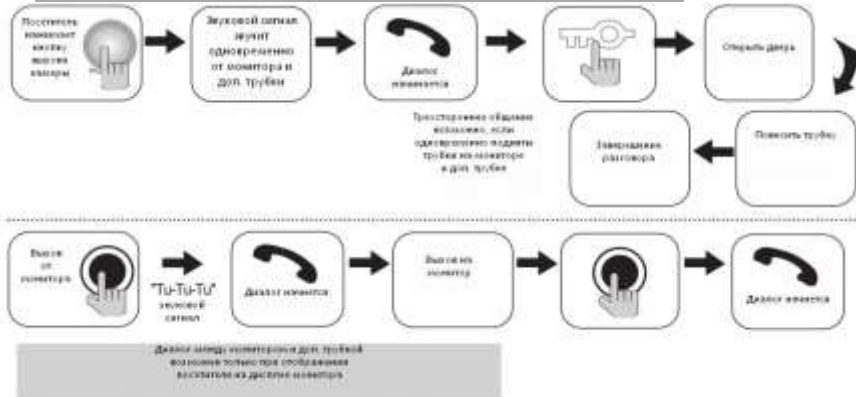 Посетитель
нажимает
кнопку
вызова
камеры
Звуковой сигнал
звучит
одновременно
от монитора и
доп. трубки
Диалог
начинается
Трехстороннее общение
возможно, если
одновременно подняты
трубки на мониторе
и доп. трубке
Открыть дверь
Повесить трубку
Завершение
разговора
Вызов
от
монитора
"Tu-Tu-Tu"
звуковой
сигнал
Диалог начнется
Вызов на
монитор
Диалог начнется
Диалог между монитором и доп. трубкой
возможен только при отображении
посетителя на дисплее монитора